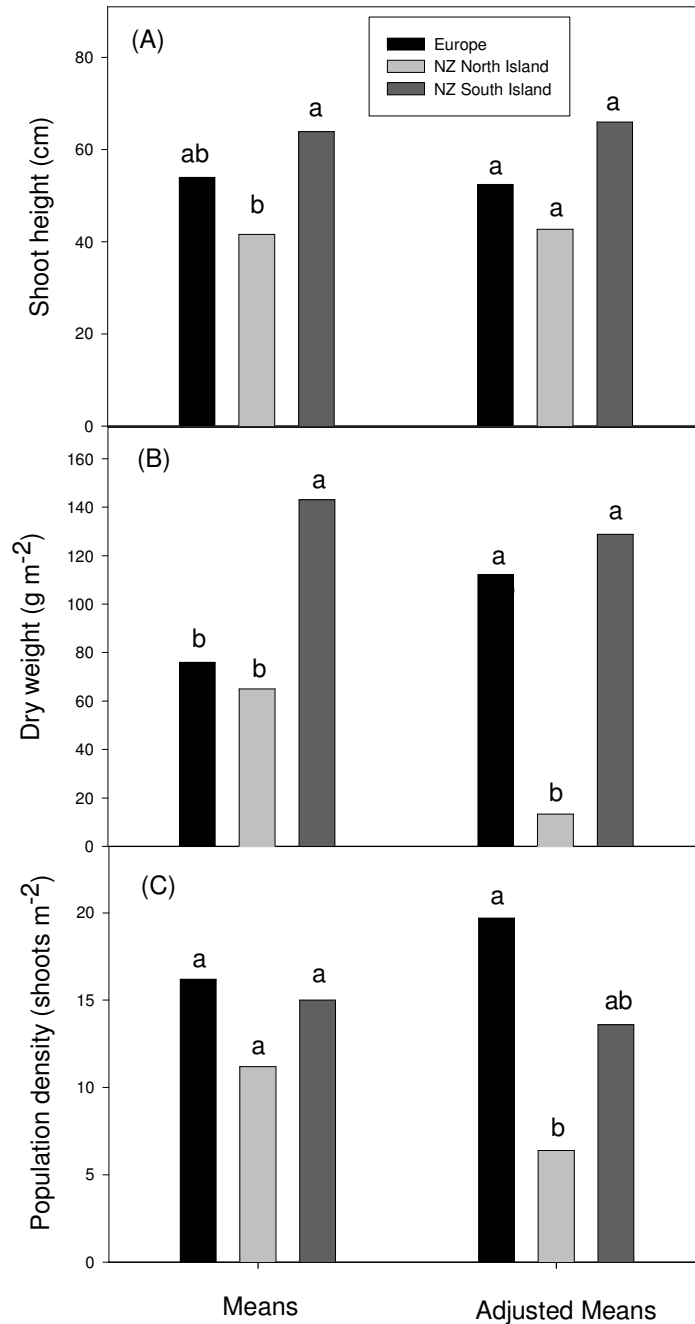 (A)
Europe
NZ North Island
NZ South Island
Shoot height (cm)
80
60
40
20
0
ab
b
a
a
a
a
(B)
Dry weight (g m-2)
160
140
120
100
80
60
40
20
0
b
b
a
a
b
a
(C)
Population density (shoots m-2)
20
15
10
5
0
a
a
a
a
b
ab
Means
Adjusted Means